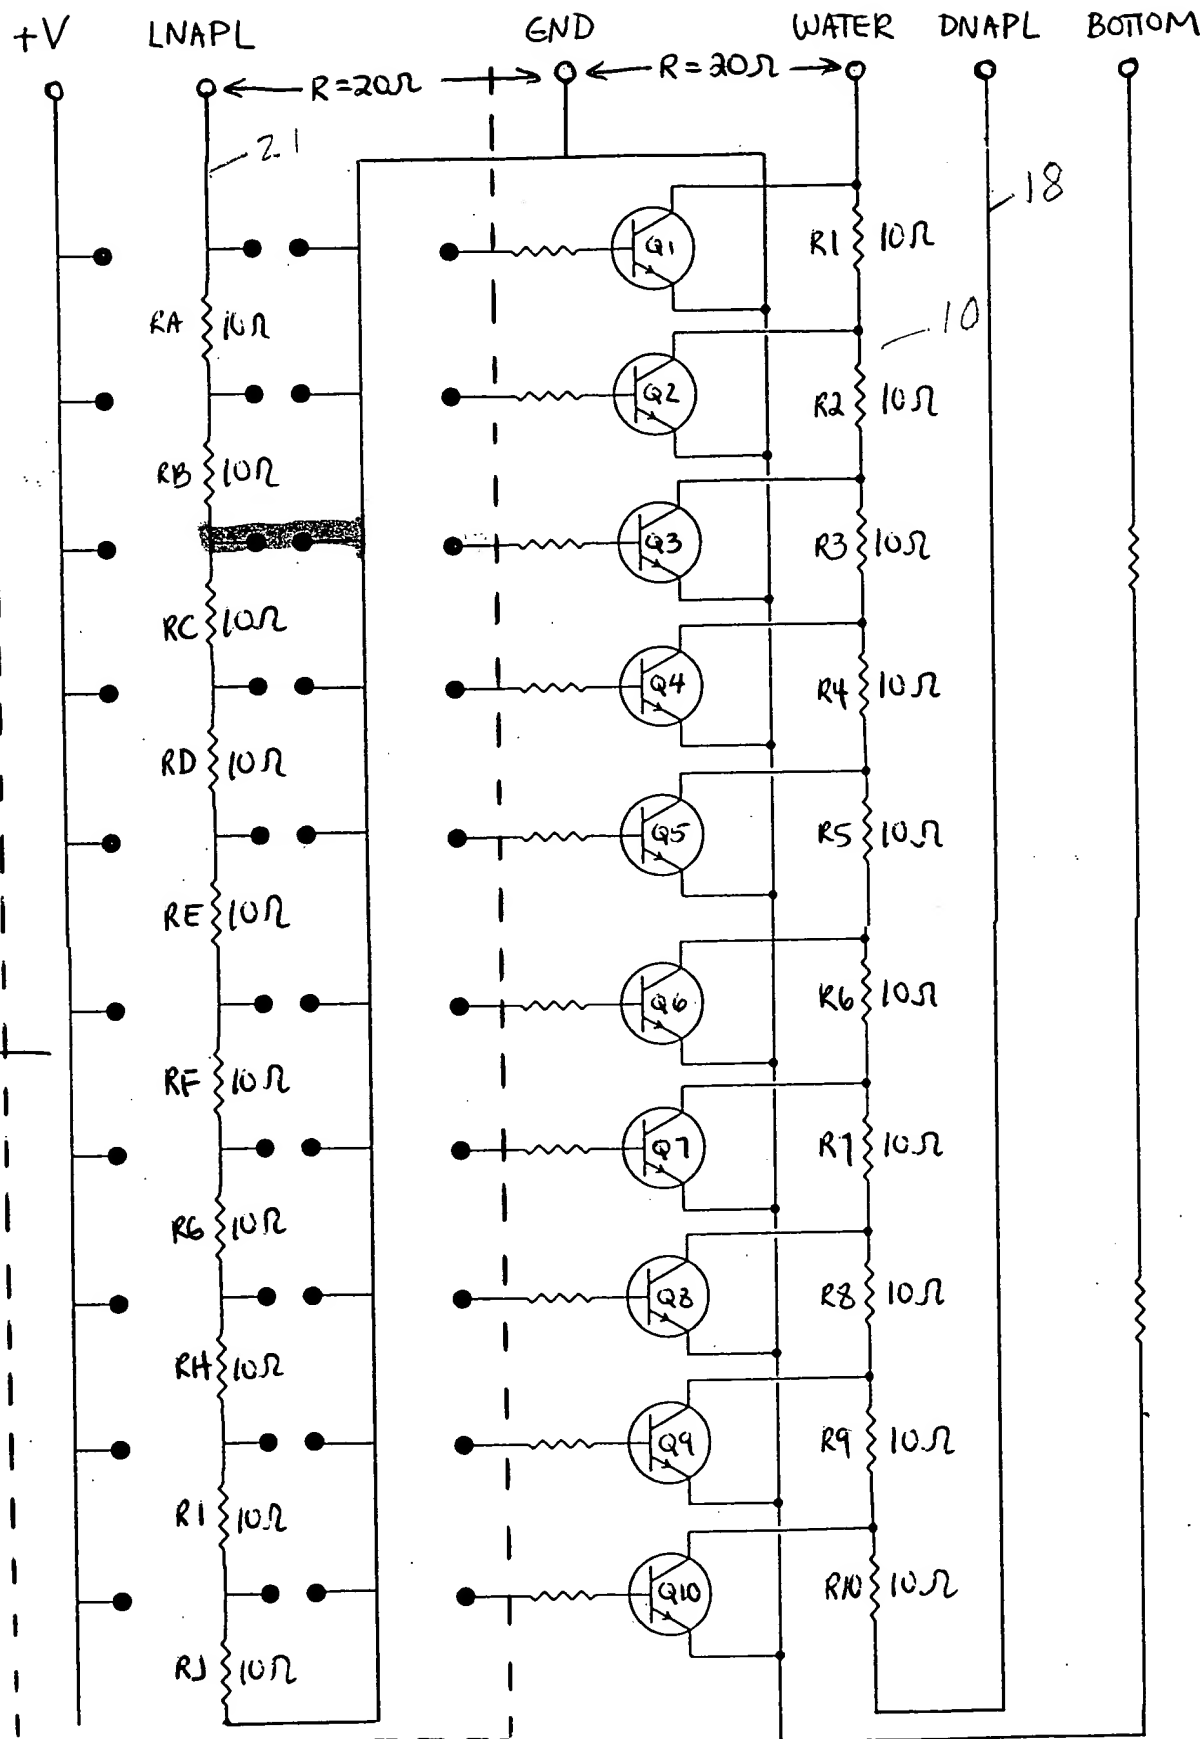 +V LNAPL GND WATER DNAPL BOTTOM
R=20Ω R=20Ω
21
18
Q1 R1 10Ω
10
RA 10Ω
Q2 R2 10Ω
RB 10Ω
Q3 R3 10Ω
RC 10Ω
Q4 R4 10Ω
RD 10Ω
Q5 R5 10Ω
RE 10Ω
Q6 R6 10Ω
RF 10Ω
Q7 R7 10Ω
RG 10Ω
Q8 R8 10Ω
RH 10Ω
Q9 R9 10Ω
RI 10Ω
Q10 R10 10Ω
RJ 10Ω